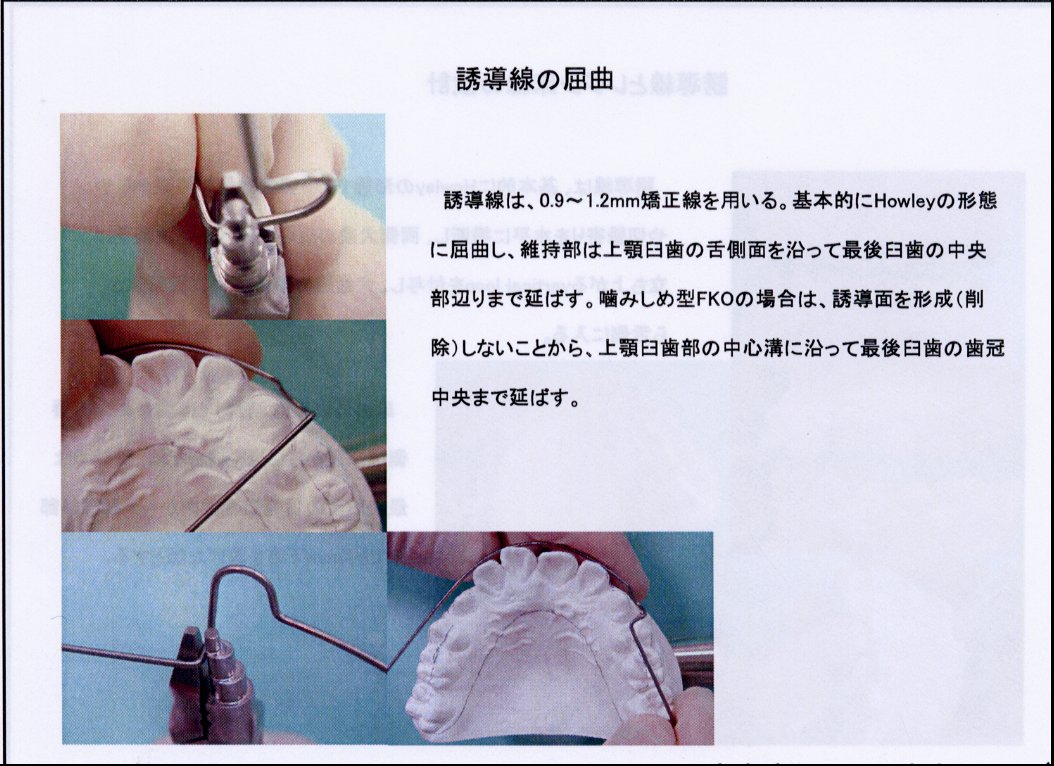 誘導線の屈曲
誘導線は、0.9～1.2mm矯正線を用いる。基本的にHowleyの形態
に屈曲し、維持部は上顎臼歯の舌側面を沿って最後臼歯の中央
部辺りまで延ばす。噛みしめ型FKOの場合は、誘導面を形成（削
除）しないことから、上顎臼歯部の中心溝に沿って最後臼歯の歯冠
中央まで延ばす。